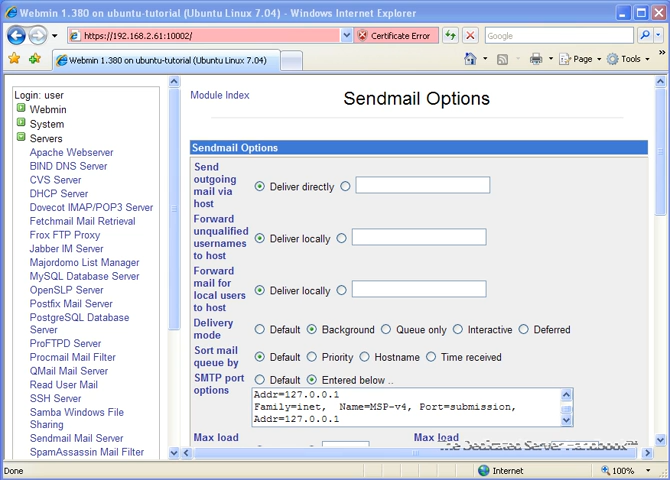 Webmin 1.380 on ubuntu-tutorial (Ubuntu Linux 7.04) - Windows Internet Explorer
https://192.168.2.61:10002/
Certificate Error
Google
Webmin 1.380 on ubuntu-tutorial (Ubuntu Linux 7.04)
Page
Tools
Login: user
Webmin
System
Servers
Apache Webserver
BIND DNS Server
CVS Server
DHCP Server
Dovecot IMAP/POP3 Server
Fetchmail Mail Retrieval
Frox FTP Proxy
Jabber IM Server
Majordomo List Manager
MySQL Database Server
OpenSLP Server
Postfix Mail Server
PostgreSQL Database
Server
ProFTPD Server
Procmail Mail Filter
QMail Mail Server
Read User Mail
SSH Server
Samba Windows File
Sharing
Sendmail Mail Server
SpamAssassin Mail Filter
Module Index
Sendmail Options
Sendmail Options
Send outgoing mail via host
Deliver directly
Forward unqualified usernames to host
Deliver locally
Forward mail for local users to host
Deliver locally
Delivery mode
Default Background Queue only Interactive Deferred
Sort mail queue by
Default Priority Hostname Time received
SMTP port options
Default Entered below ..
Addr=127.0.0.1
Family=inet, Name=MSP-v4, Port=submission,
Addr=127.0.0.1
Max load
Max load
The Dedicated Server Handbook™
Done
Internet
100%